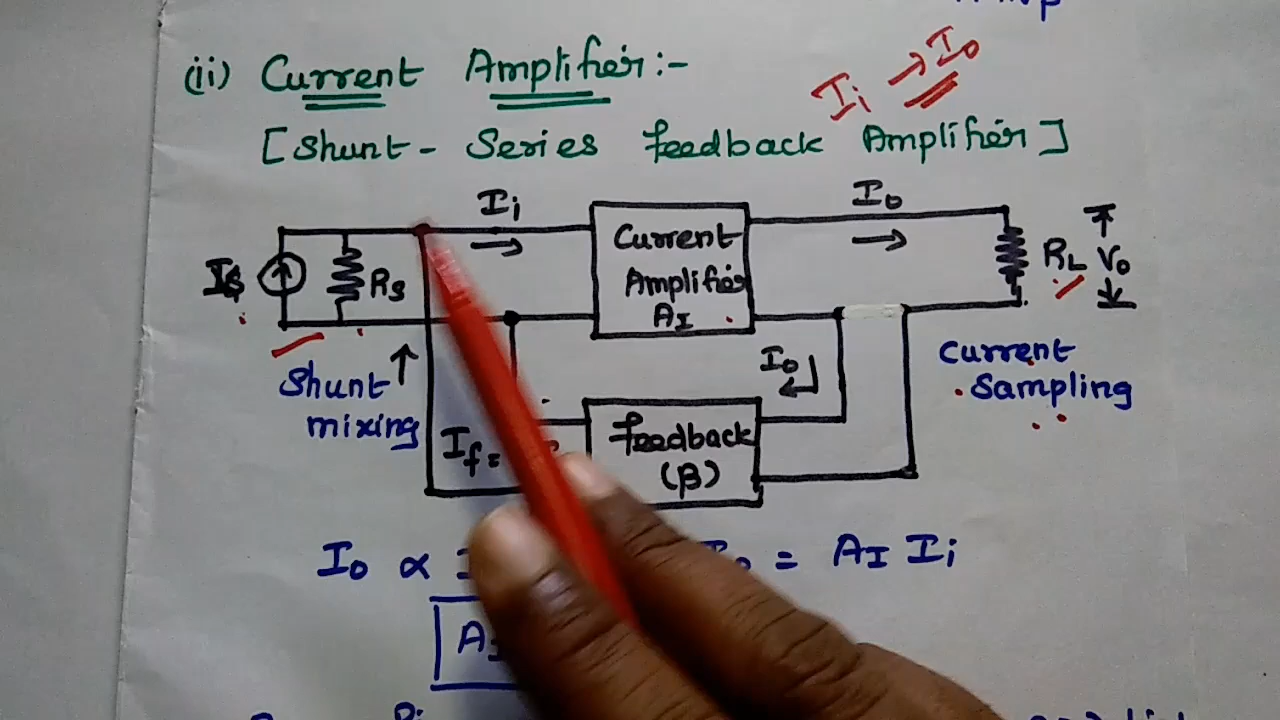 (ii) Current Amplifier:-
Ii → Io
[Shunt - Series feedback Amplifier]
Ii
Io
Is
Rs
Current
Amplifier
AI
RL
Vo
Shunt
mixing
Io
Current
Sampling
If =
feedback
(β)
Io ∝
= AI Ii
AI